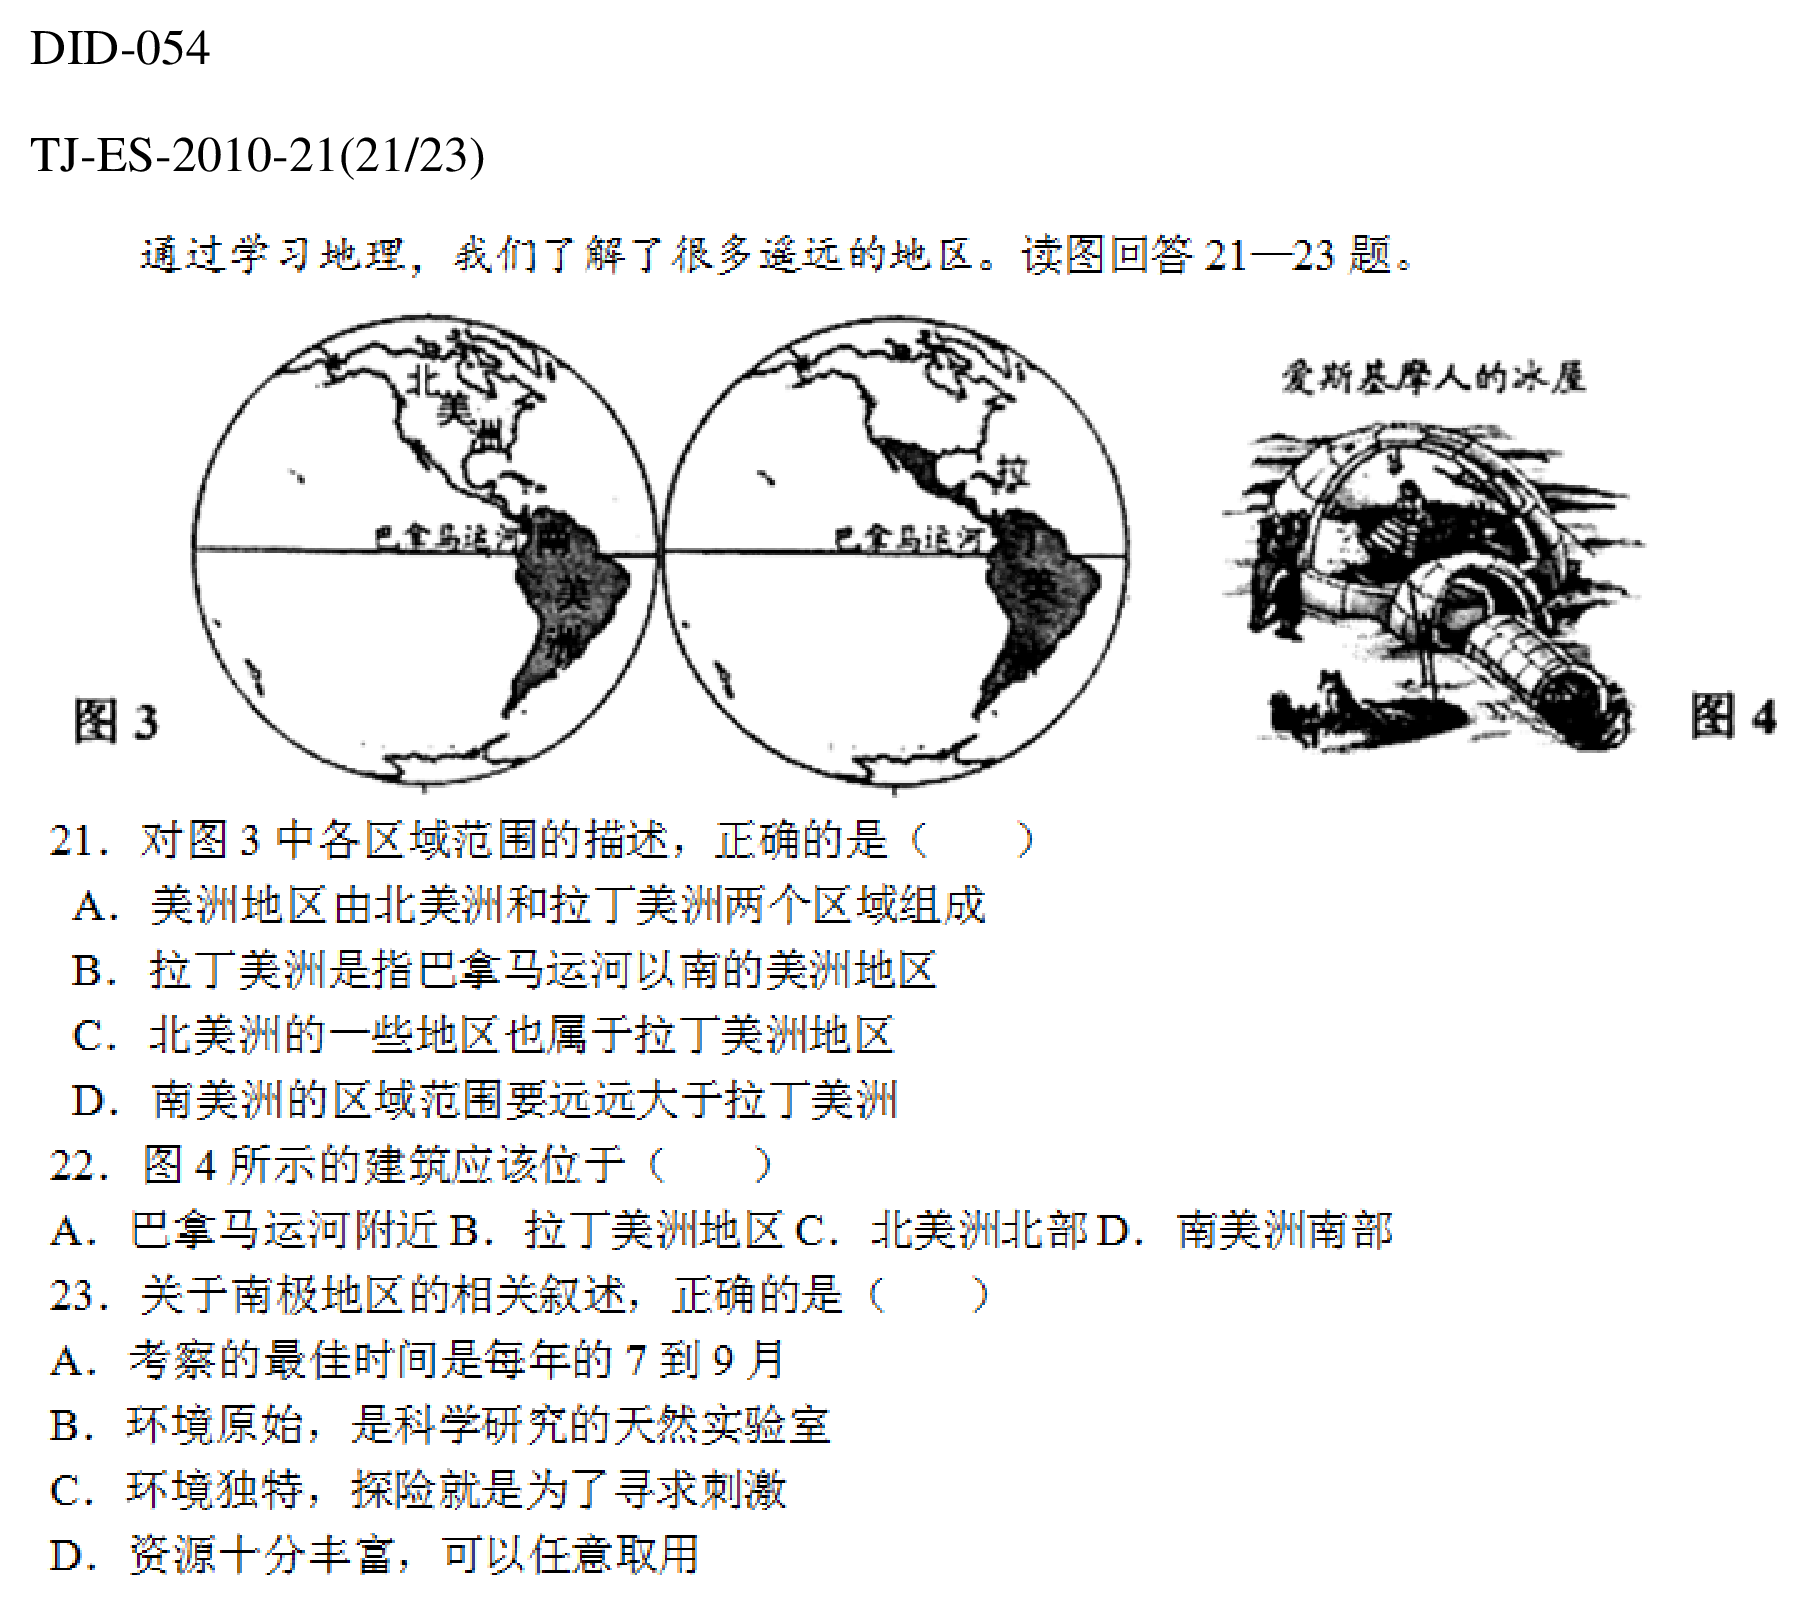 DID-054
TJ-ES-2010-21(21/23)
通过学习地理，我们了解了很多遥远的地区。读图回答 21—23 题。
爱斯基摩人的冰屋
北美洲
拉
巴拿马运河
南美洲
巴拿马运河
丁
美
图 3
图 4
21．对图 3 中各区域范围的描述，正确的是（　　）
A．美洲地区由北美洲和拉丁美洲两个区域组成
B．拉丁美洲是指巴拿马运河以南的美洲地区
C．北美洲的一些地区也属于拉丁美洲地区
D．南美洲的区域范围要远远大于拉丁美洲
22．图 4 所示的建筑应该位于（　　）
A．巴拿马运河附近 B．拉丁美洲地区 C．北美洲北部 D．南美洲南部
23．关于南极地区的相关叙述，正确的是（　　）
A．考察的最佳时间是每年的 7 到 9 月
B．环境原始，是科学研究的天然实验室
C．环境独特，探险就是为了寻求刺激
D．资源十分丰富，可以任意取用